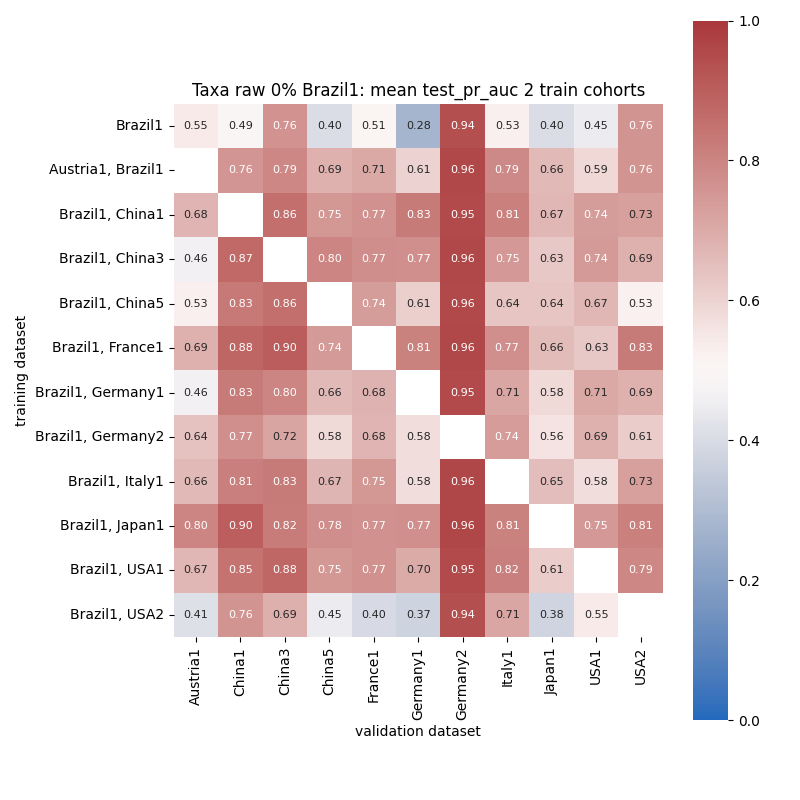 Taxa raw 0% Brazil1: mean test_pr_auc 2 train cohorts
training dataset
Brazil1 0.55 0.49 0.76 0.40 0.51 0.28 0.94 0.53 0.40 0.45 0.76
Austria1, Brazil1 0.76 0.79 0.69 0.71 0.61 0.96 0.79 0.66 0.59 0.76
Brazil1, China1 0.68 0.86 0.75 0.77 0.83 0.95 0.81 0.67 0.74 0.73
Brazil1, China3 0.46 0.87 0.80 0.77 0.77 0.96 0.75 0.63 0.74 0.69
Brazil1, China5 0.53 0.83 0.86 0.74 0.61 0.96 0.64 0.64 0.67 0.53
Brazil1, France1 0.69 0.88 0.90 0.74 0.81 0.96 0.77 0.66 0.63 0.83
Brazil1, Germany1 0.46 0.83 0.80 0.66 0.68 0.95 0.71 0.58 0.71 0.69
Brazil1, Germany2 0.64 0.77 0.72 0.58 0.68 0.58 0.74 0.56 0.69 0.61
Brazil1, Italy1 0.66 0.81 0.83 0.67 0.75 0.58 0.96 0.65 0.58 0.73
Brazil1, Japan1 0.80 0.90 0.82 0.78 0.77 0.77 0.96 0.81 0.75 0.81
Brazil1, USA1 0.67 0.85 0.88 0.75 0.77 0.70 0.95 0.82 0.61 0.79
Brazil1, USA2 0.41 0.76 0.69 0.45 0.40 0.37 0.94 0.71 0.38 0.55
Austria1 China1 China3 China5 France1 Germany1 Germany2 Italy1 Japan1 USA1 USA2
validation dataset
1.0
0.8
0.6
0.4
0.2
0.0